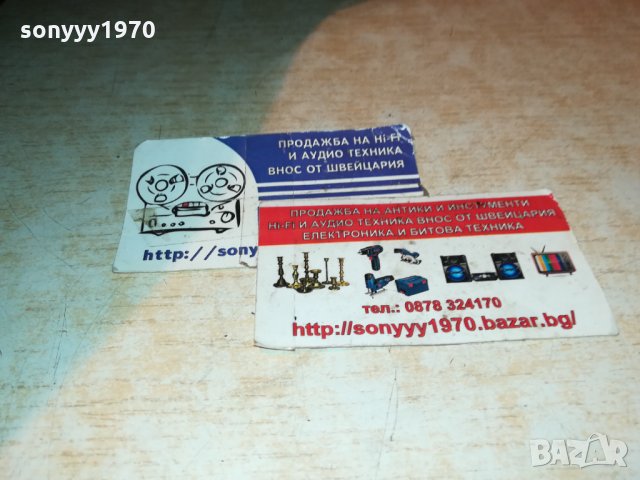 sonyyy1970
ПРОДАЖБА НА Hi-Fi
И АУДИО ТЕХНИКА
ВНОС ОТ ШВЕЙЦАРИЯ
http://sony
ПРОДАЖБА НА АНТИКИ И ИНСТРУМЕНТИ
Hi-Fi И АУДИО ТЕХНИКА ВНОС ОТ ШВЕЙЦАРИЯ
ЕЛЕКТРОНИКА И БИТОВА ТЕХНИКА
тел.: 0878 324170
http://sonyyy1970.bazar.bg/
BAZAR